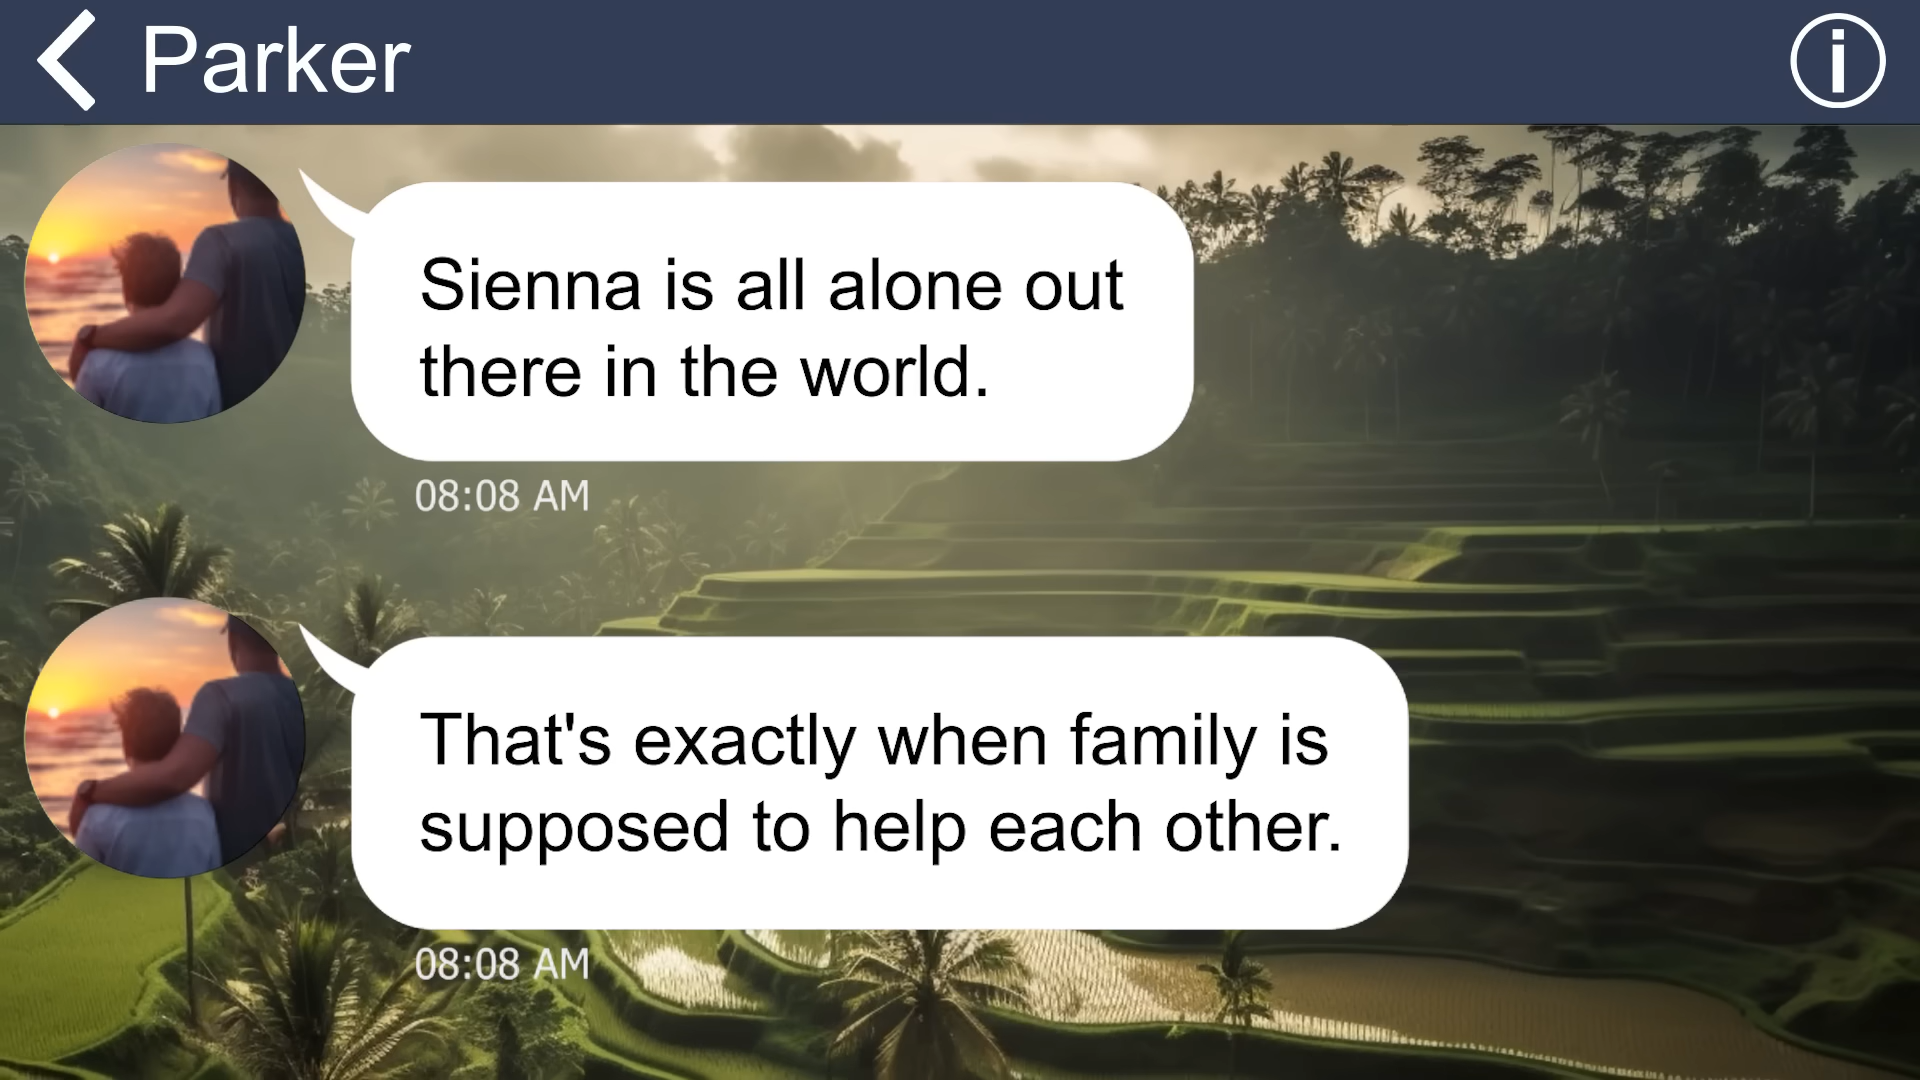 Parker
Sienna is all alone out
there in the world.
08:08 AM
That's exactly when family is
supposed to help each other.
08:08 AM